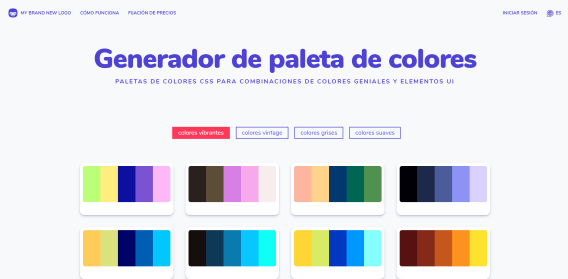 MY BRAND NEW LOGO CÓMO FUNCIONA FIJACIÓN DE PRECIOS INICIAR SESIÓN ES
Generador de paleta de colores
PALETAS DE COLORES CSS PARA COMBINACIONES DE COLORES GENIALES Y ELEMENTOS UI
colores vibrantes colores vintage colores grises colores suaves